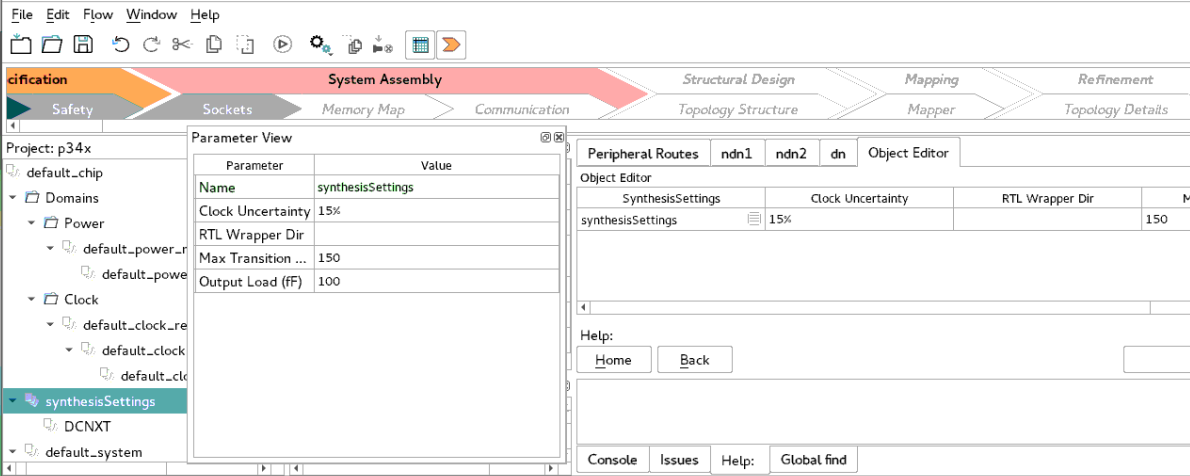 File Edit Flow Window Help
cification System Assembly Structural Design Mapping Refinement
Safety Sockets Memory Map Communication Topology Structure Mapper Topology Details
Project: p34x
default_chip
Domains
Power
default_power_r
default_powe
Clock
default_clock_re
default_clock
default_clo
synthesisSettings
DCNXT
default_system
Parameter View
Parameter Value
Name synthesisSettings
Clock Uncertainty 15%
RTL Wrapper Dir
Max Transition ... 150
Output Load (fF) 100
Peripheral Routes ndn1 ndn2 dn Object Editor
Object Editor
SynthesisSettings Clock Uncertainty RTL Wrapper Dir M
synthesisSettings 15% 150
Help:
Home Back
Console Issues Help: Global find